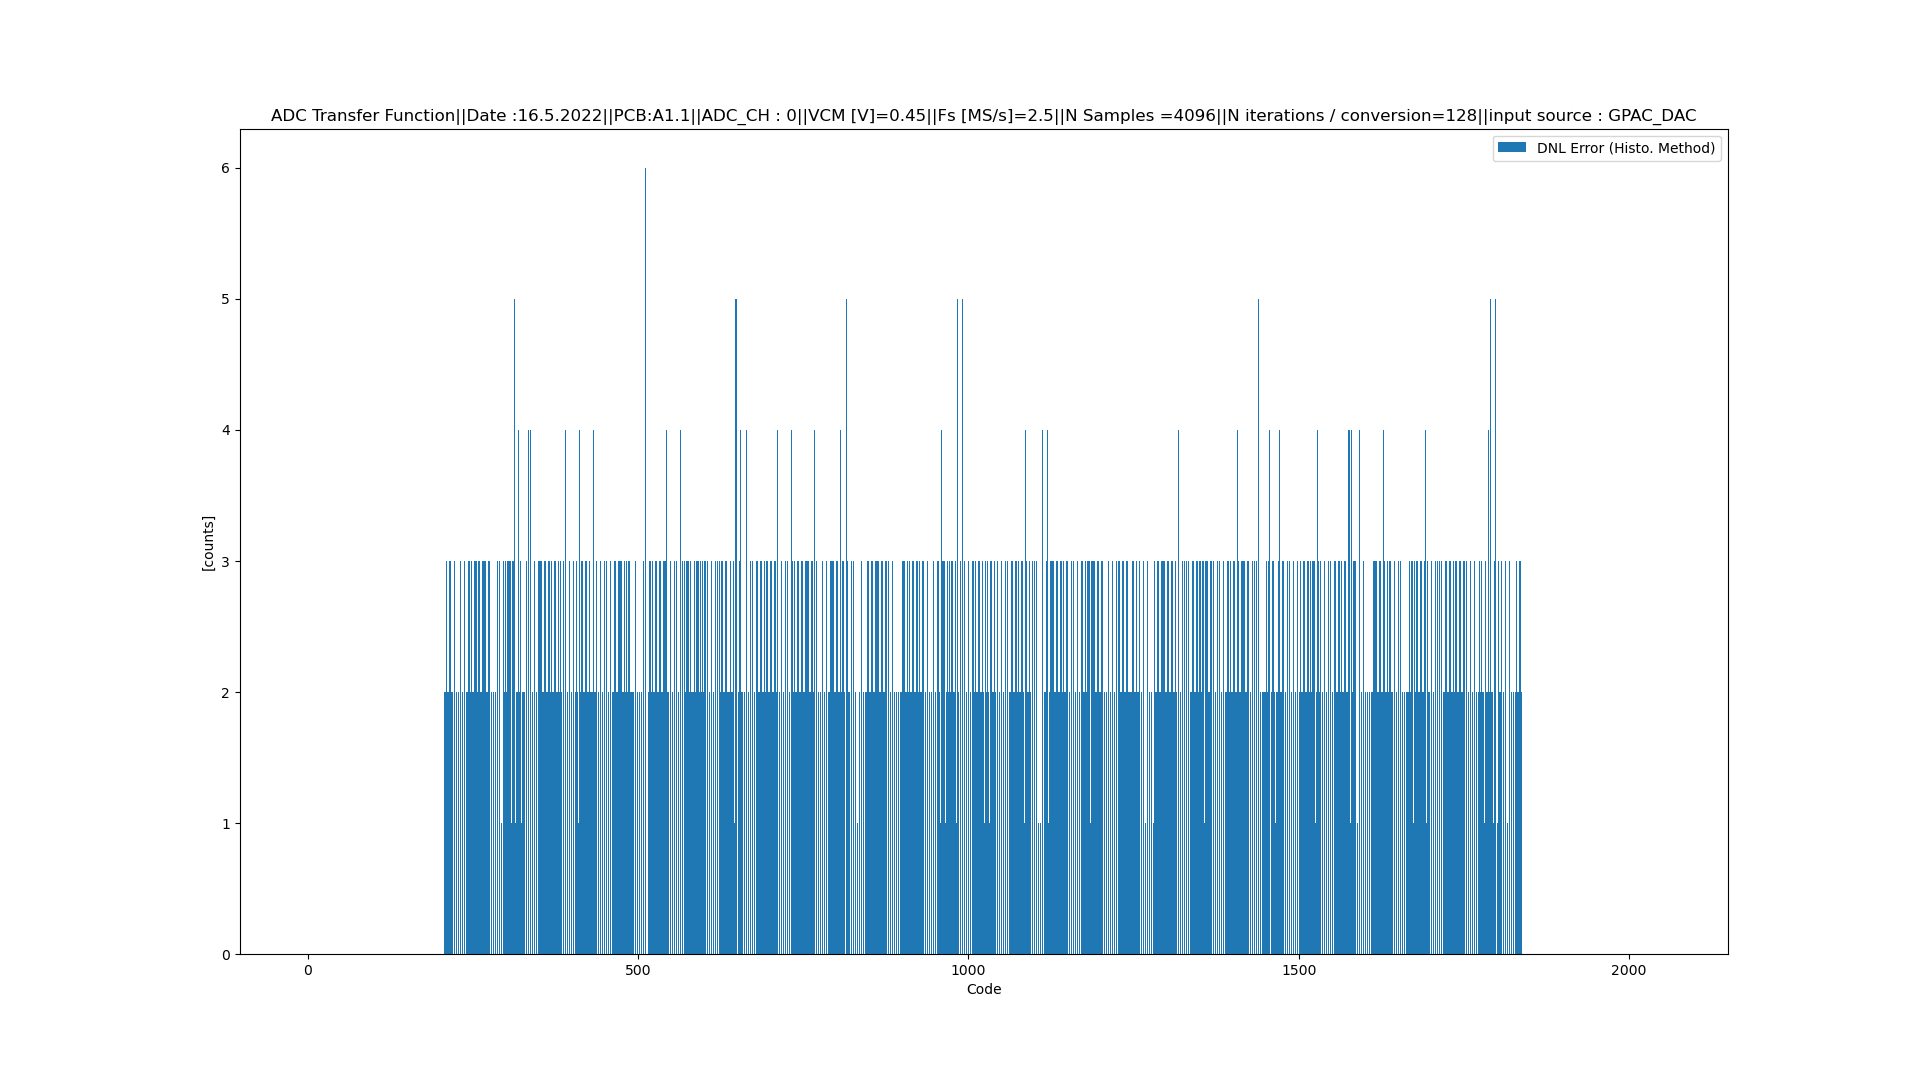 ADC Transfer Function||Date :16.5.2022||PCB:A1.1||ADC_CH : 0||VCM [V]=0.45||Fs [MS/s]=2.5||N Samples =4096||N iterations / conversion=128||input source : GPAC_DAC
DNL Error (Histo. Method)
6
5
4
3
2
1
0
[counts]
0 500 1000 1500 2000
Code